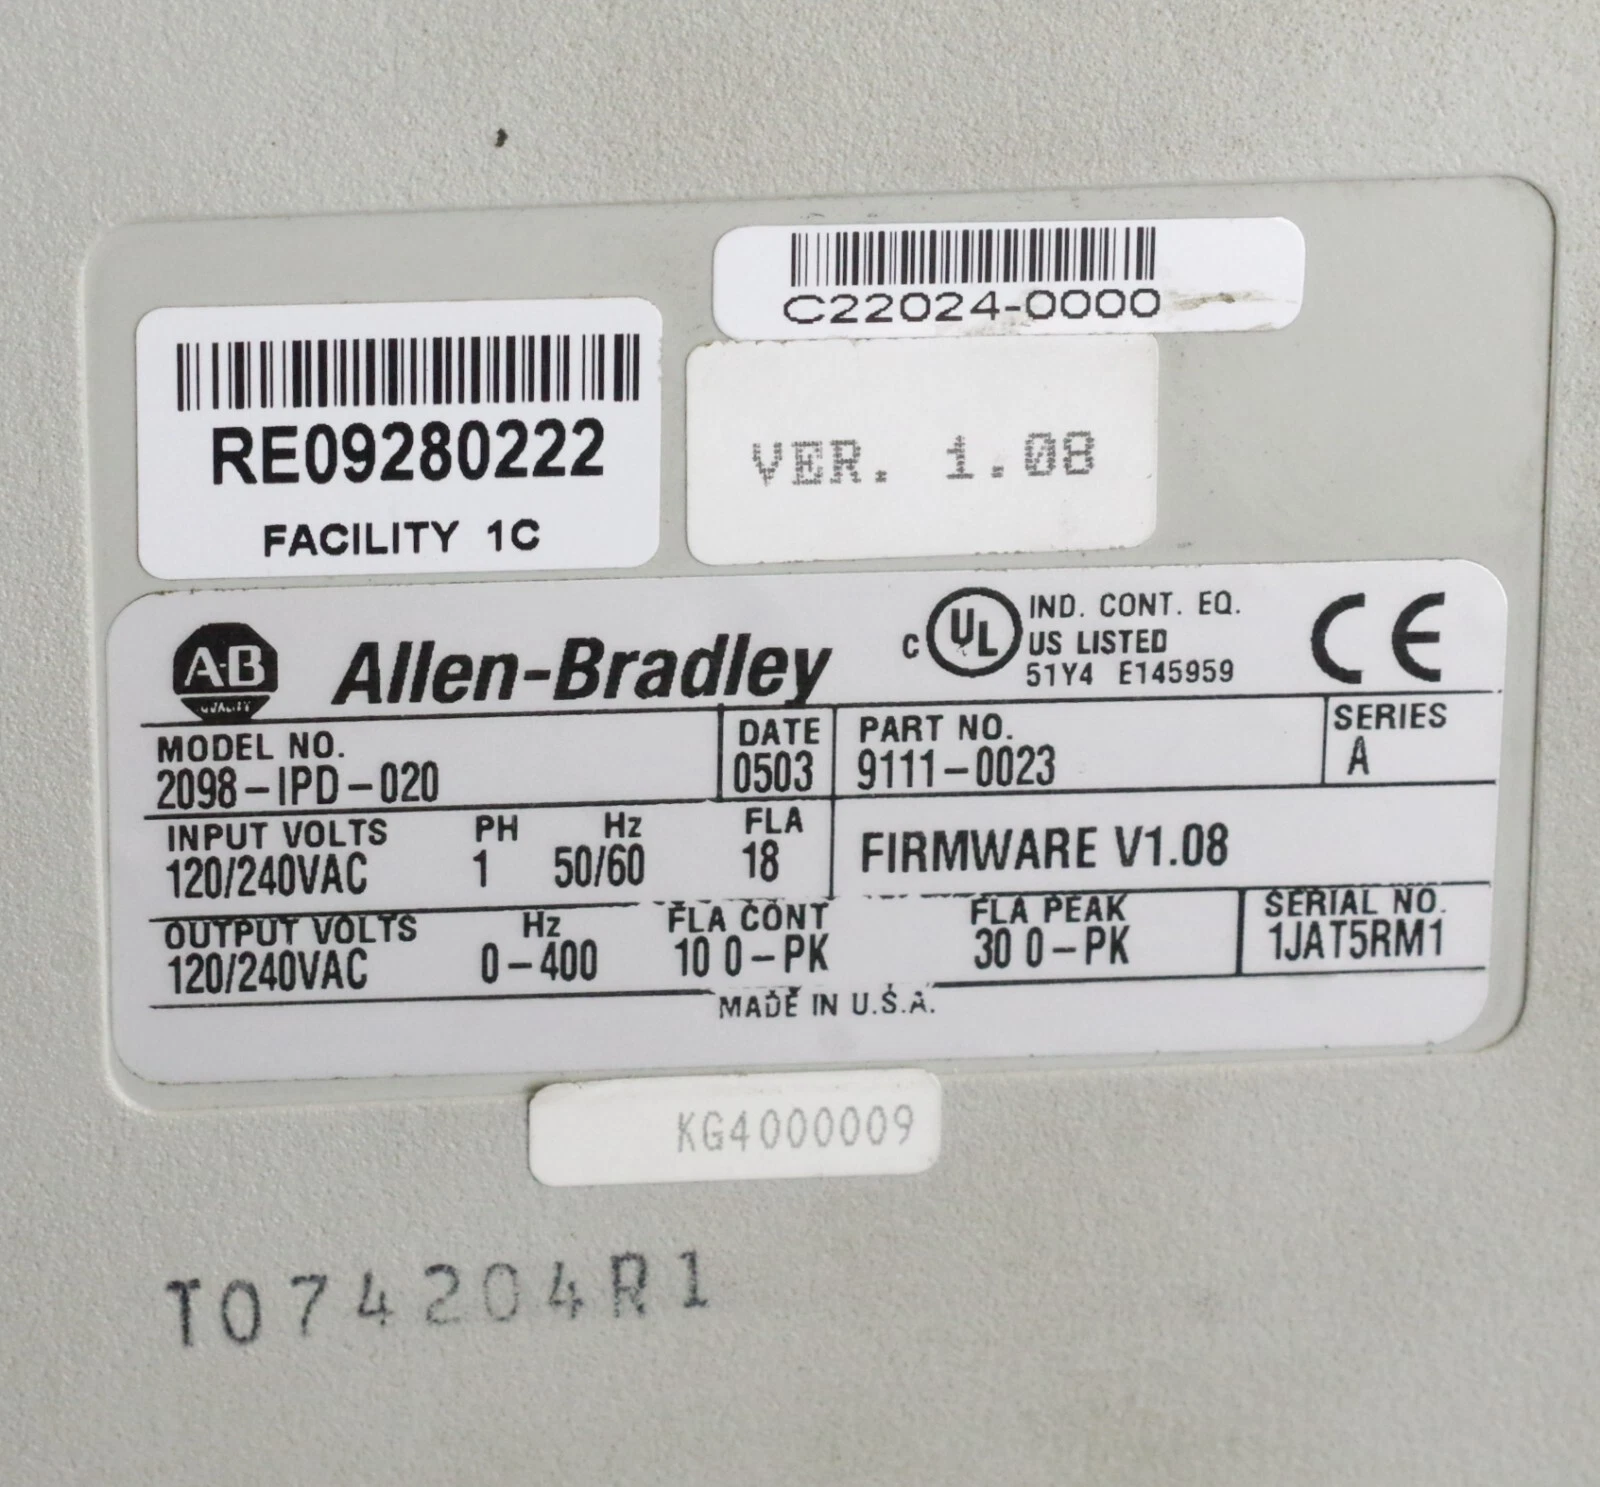 C22024-0000
RE09280222
FACILITY 1C
VER. 1.08
A-B
QUALITY
Allen-Bradley
C UL IND. CONT. EQ.
US LISTED
51Y4 E145959
CE
MODEL NO. DATE PART NO. SERIES
2098-IPD-020 0503 9111-0023 A
INPUT VOLTS PH Hz FLA
120/240VAC 1 50/60 18 FIRMWARE V1.08
OUTPUT VOLTS Hz FLA CONT FLA PEAK SERIAL NO.
120/240VAC 0-400 10 0-PK 30 0-PK 1JAT5RM1
MADE IN U.S.A.
KG4000009
T074204R1